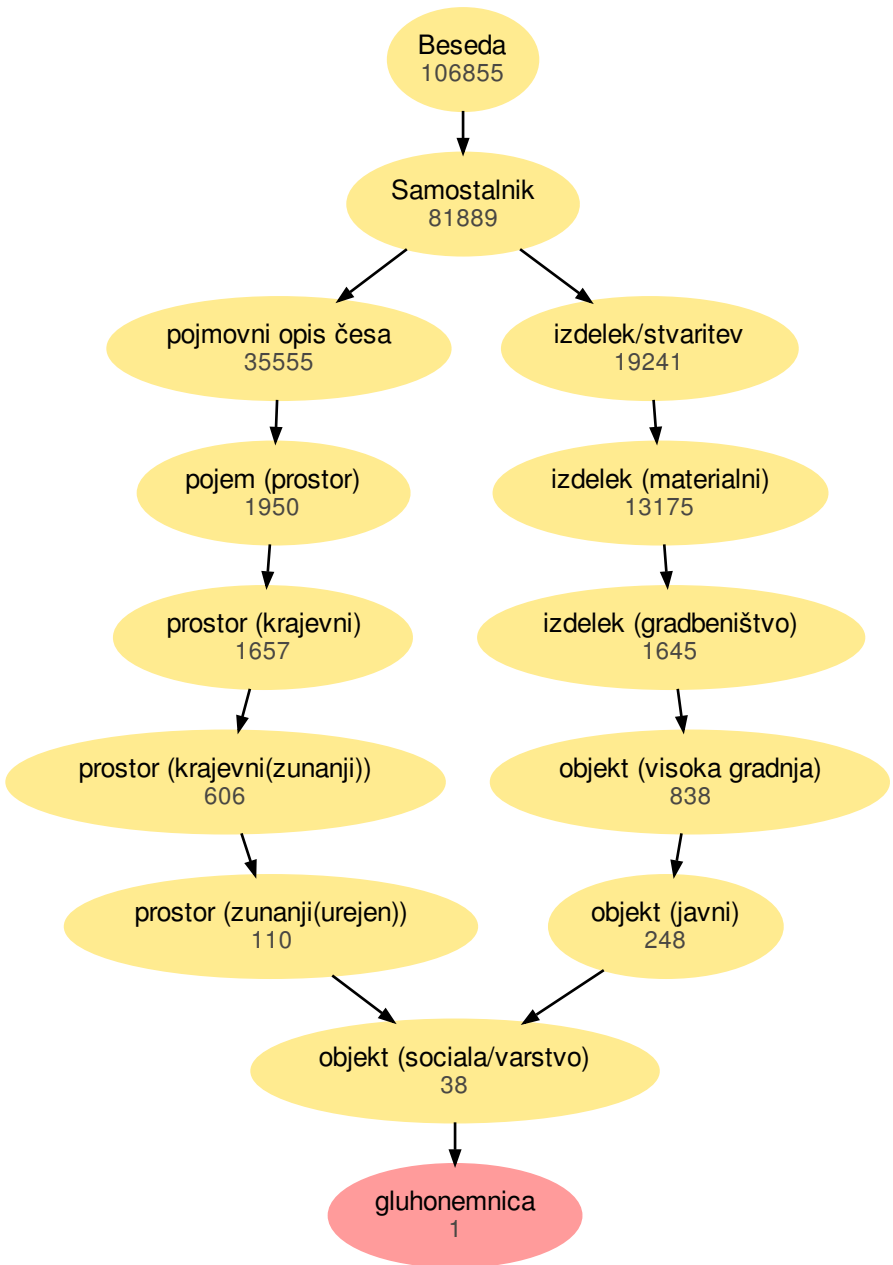 Beseda
106855
Samostalnik
81889
pojmovni opis česa
35555
izdelek/stvaritev
19241
pojem (prostor)
1950
izdelek (materialni)
13175
prostor (krajevni)
1657
izdelek (gradbeništvo)
1645
prostor (krajevni(zunanji))
606
objekt (visoka gradnja)
838
prostor (zunanji(urejen))
110
objekt (javni)
248
objekt (sociala/varstvo)
38
gluhonemnica
1